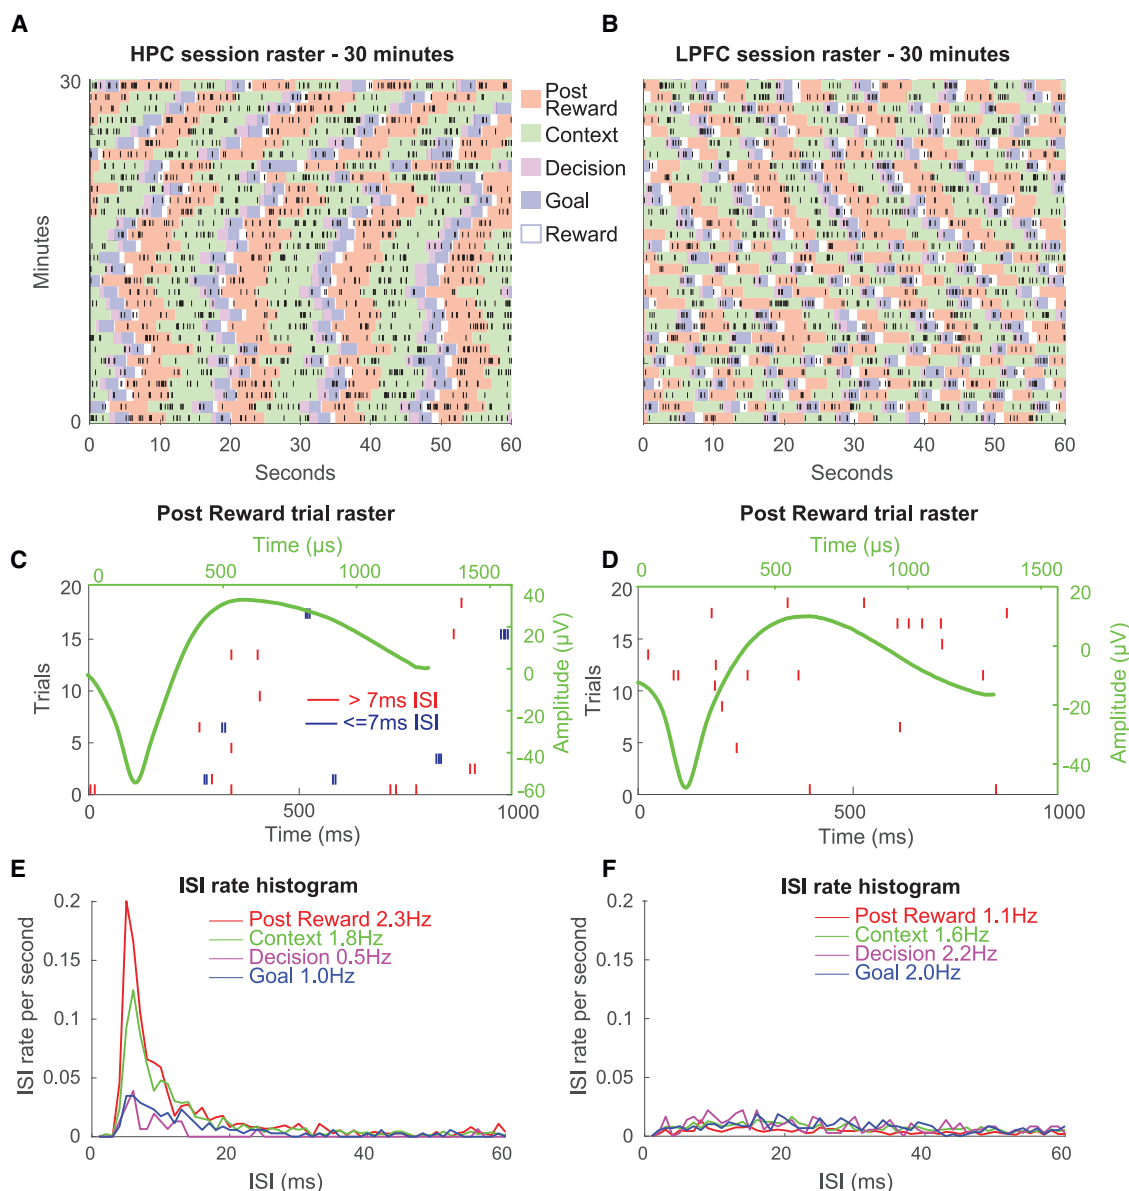 A
HPC session raster - 30 minutes
30
Minutes
0
0 10 20 30 40 50 60
Seconds
Post
Reward
Context
Decision
Goal
Reward
B
LPFC session raster - 30 minutes
30
0
0 10 20 30 40 50 60
Seconds
C
Post Reward trial raster
Time (µs)
0 500 1000 1500
20
15
10
5
0
Trials
> 7ms ISI
<=7ms ISI
40
20
0
-20
-40
-60
Amplitude (µV)
0 500 1000
Time (ms)
D
Post Reward trial raster
Time (µs)
0 500 1000 1500
20
15
10
5
0
Trials
20
0
-20
-40
Amplitude (µV)
0 500 1000
Time (ms)
E
ISI rate histogram
0.2
0.15
0.1
0.05
0
ISI rate per second
Post Reward 2.3Hz
Context 1.8Hz
Decision 0.5Hz
Goal 1.0Hz
0 20 40 60
ISI (ms)
F
ISI rate histogram
0.2
0.15
0.1
0.05
0
ISI rate per second
Post Reward 1.1Hz
Context 1.6Hz
Decision 2.2Hz
Goal 2.0Hz
0 20 40 60
ISI (ms)